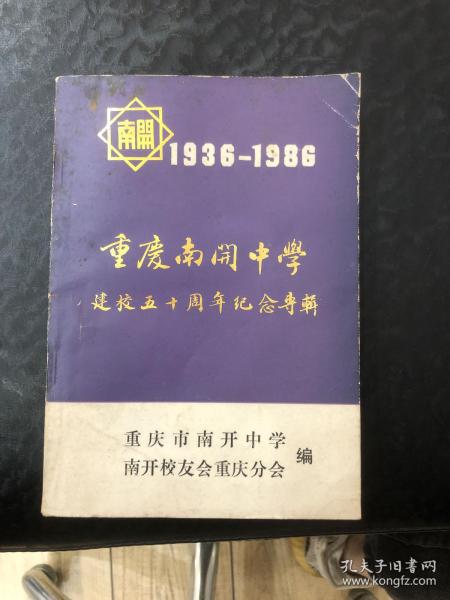 南開
1936-1986
重慶南開中學
建校五十周年纪念專輯
重庆市南开中学
南开校友会重庆分会
编
孔夫子旧书网
www.kongfz.com